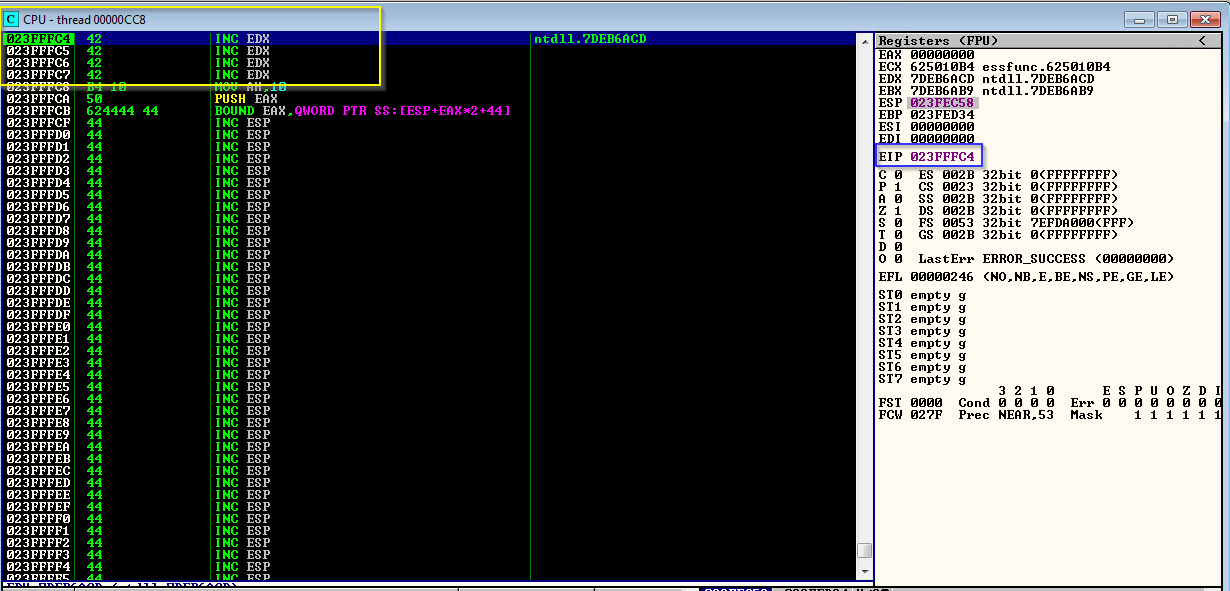 C CPU - thread 00000CC8
023FFFC4 42 INC EDX ntdll.7DEB6ACD
023FFFC5 42 INC EDX
023FFFC6 42 INC EDX
023FFFC7 42 INC EDX
023FFFC8 B4 10 MOV AH,10
023FFFCA 50 PUSH EAX
023FFFCB 624444 44 BOUND EAX,QWORD PTR SS:[ESP+EAX*2+44]
023FFFCF 44 INC ESP
023FFFD0 44 INC ESP
023FFFD1 44 INC ESP
023FFFD2 44 INC ESP
023FFFD3 44 INC ESP
023FFFD4 44 INC ESP
023FFFD5 44 INC ESP
023FFFD6 44 INC ESP
023FFFD7 44 INC ESP
023FFFD8 44 INC ESP
023FFFD9 44 INC ESP
023FFFDA 44 INC ESP
023FFFDB 44 INC ESP
023FFFDC 44 INC ESP
023FFFDD 44 INC ESP
023FFFDE 44 INC ESP
023FFFDF 44 INC ESP
023FFFE0 44 INC ESP
023FFFE1 44 INC ESP
023FFFE2 44 INC ESP
023FFFE3 44 INC ESP
023FFFE4 44 INC ESP
023FFFE5 44 INC ESP
023FFFE6 44 INC ESP
023FFFE7 44 INC ESP
023FFFE8 44 INC ESP
023FFFE9 44 INC ESP
023FFFEA 44 INC ESP
023FFFEB 44 INC ESP
023FFFEC 44 INC ESP
023FFFED 44 INC ESP
023FFFEE 44 INC ESP
023FFFEF 44 INC ESP
023FFFF0 44 INC ESP
023FFFF1 44 INC ESP
023FFFF2 44 INC ESP
023FFFF3 44 INC ESP
023FFFF4 44 INC ESP
023FFFF5 44 INC ESP
Registers (FPU) <
EAX 00000000
ECX 625010B4 essfunc.625010B4
EDX 7DEB6ACD ntdll.7DEB6ACD
EBX 7DEB6AB9 ntdll.7DEB6AB9
ESP 023FEC58
EBP 023FED34
ESI 00000000
EDI 00000000
EIP 023FFFC4
C 0 ES 002B 32bit 0(FFFFFFFF)
P 1 CS 0023 32bit 0(FFFFFFFF)
A 0 SS 002B 32bit 0(FFFFFFFF)
Z 1 DS 002B 32bit 0(FFFFFFFF)
S 0 FS 0053 32bit 7EFDA000(FFF)
T 0 GS 002B 32bit 0(FFFFFFFF)
D 0
O 0 LastErr ERROR_SUCCESS (00000000)
EFL 00000246 (NO,NB,E,BE,NS,PE,GE,LE)
ST0 empty g
ST1 empty g
ST2 empty g
ST3 empty g
ST4 empty g
ST5 empty g
ST6 empty g
ST7 empty g
3 2 1 0 E S P U O Z D I
FST 0000 Cond 0 0 0 0 Err 0 0 0 0 0 0 0 0
FCW 027F Prec NEAR,53 Mask 1 1 1 1 1 1